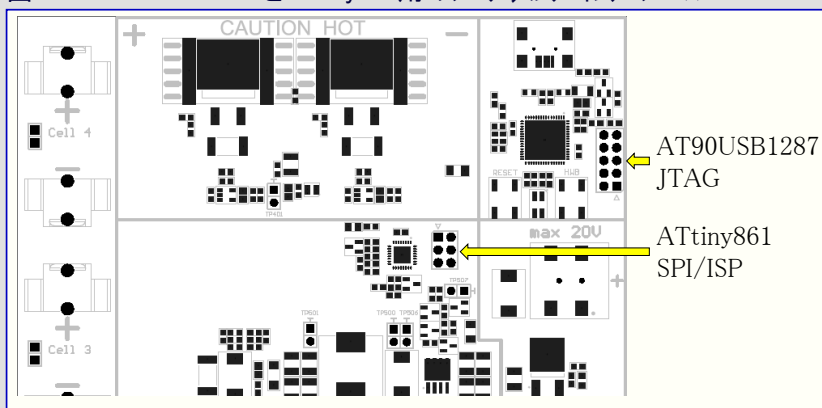 CAUTION HOT
Cell 4
RESET
HWB
AT90USB1287
JTAG
TP401
max 20V
ATtiny861
SPI/ISP
TP507
TP501
TP500
TP506
Cell 3